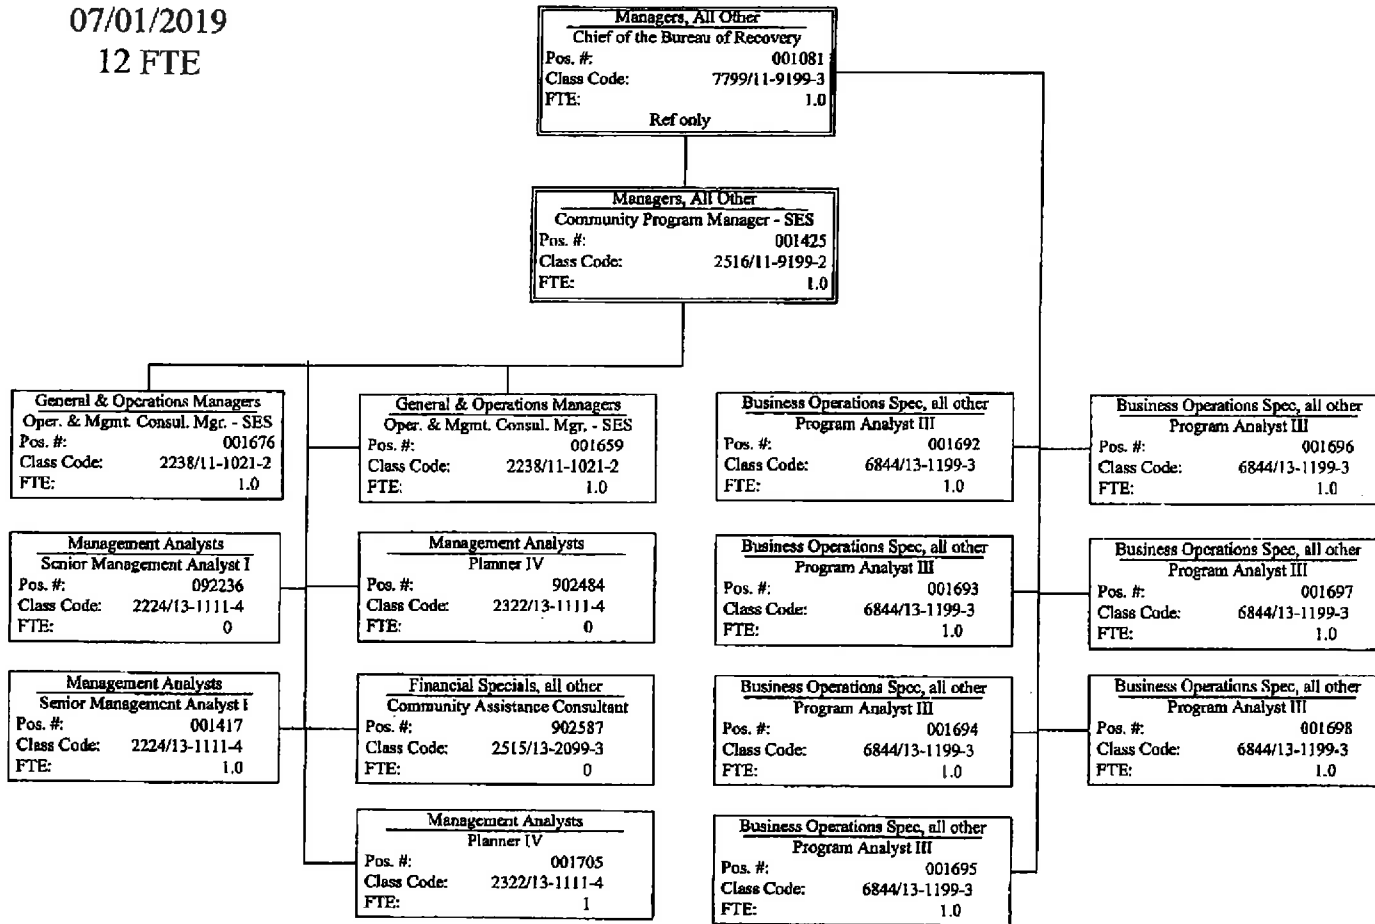 07/01/2019
12 FTE
Managers, All Other
Chief of the Bureau of Recovery
Pos. #: 001081
Class Code: 7799/11-9199-3
FTE: 1.0
Ref only
Managers, All Other
Community Program Manager - SES
Pos. #: 001425
Class Code: 2516/11-9199-2
FTE: 1.0
General & Operations Managers
Oper. & Mgmt. Consul. Mgr. - SES
Pos. #: 001676
Class Code: 2238/11-1021-2
FTE: 1.0
General & Operations Managers
Oper. & Mgmt. Consul. Mgr. - SES
Pos. #: 001659
Class Code: 2238/11-1021-2
FTE: 1.0
Business Operations Spec, all other
Program Analyst III
Pos. #: 001692
Class Code: 6844/13-1199-3
FTE: 1.0
Business Operations Spec, all other
Program Analyst III
Pos. #: 001696
Class Code: 6844/13-1199-3
FTE: 1.0
Management Analysts
Senior Management Analyst I
Pos. #: 092236
Class Code: 2224/13-1111-4
FTE: 0
Management Analysts
Planner IV
Pos. #: 902484
Class Code: 2322/13-1111-4
FTE: 0
Business Operations Spec, all other
Program Analyst III
Pos. #: 001693
Class Code: 6844/13-1199-3
FTE: 1.0
Business Operations Spec, all other
Program Analyst III
Pos. #: 001697
Class Code: 6844/13-1199-3
FTE: 1.0
Management Analysts
Senior Management Analyst I
Pos. #: 001417
Class Code: 2224/13-1111-4
FTE: 1.0
Financial Specials, all other
Community Assistance Consultant
Pos. #: 902587
Class Code: 2515/13-2099-3
FTE: 0
Business Operations Spec, all other
Program Analyst III
Pos. #: 001694
Class Code: 6844/13-1199-3
FTE: 1.0
Business Operations Spec, all other
Program Analyst III
Pos. #: 001698
Class Code: 6844/13-1199-3
FTE: 1.0
Management Analysts
Planner IV
Pos. #: 001705
Class Code: 2322/13-1111-4
FTE: 1
Business Operations Spec, all other
Program Analyst III
Pos. #: 001695
Class Code: 6844/13-1199-3
FTE: 1.0